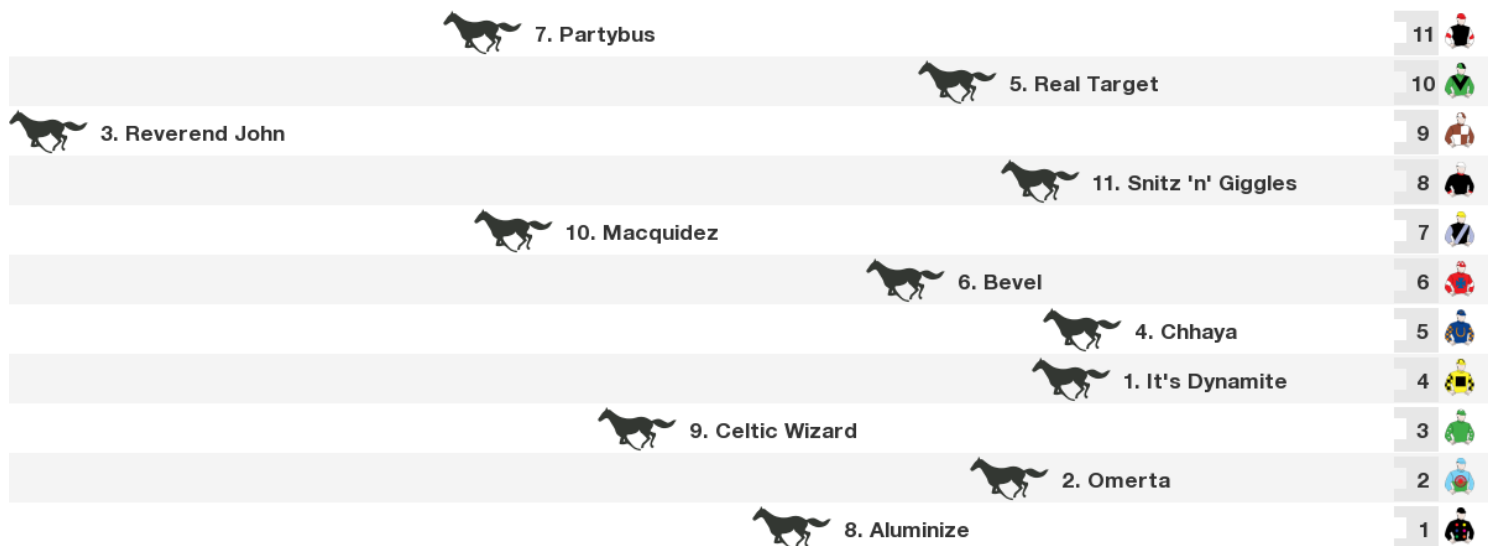 7. Partybus 11
5. Real Target 10
3. Reverend John 9
11. Snitz 'n' Giggles 8
10. Macquidez 7
6. Bevel 6
4. Chhaya 5
1. It's Dynamite 4
9. Celtic Wizard 3
2. Omerta 2
8. Aluminize 1